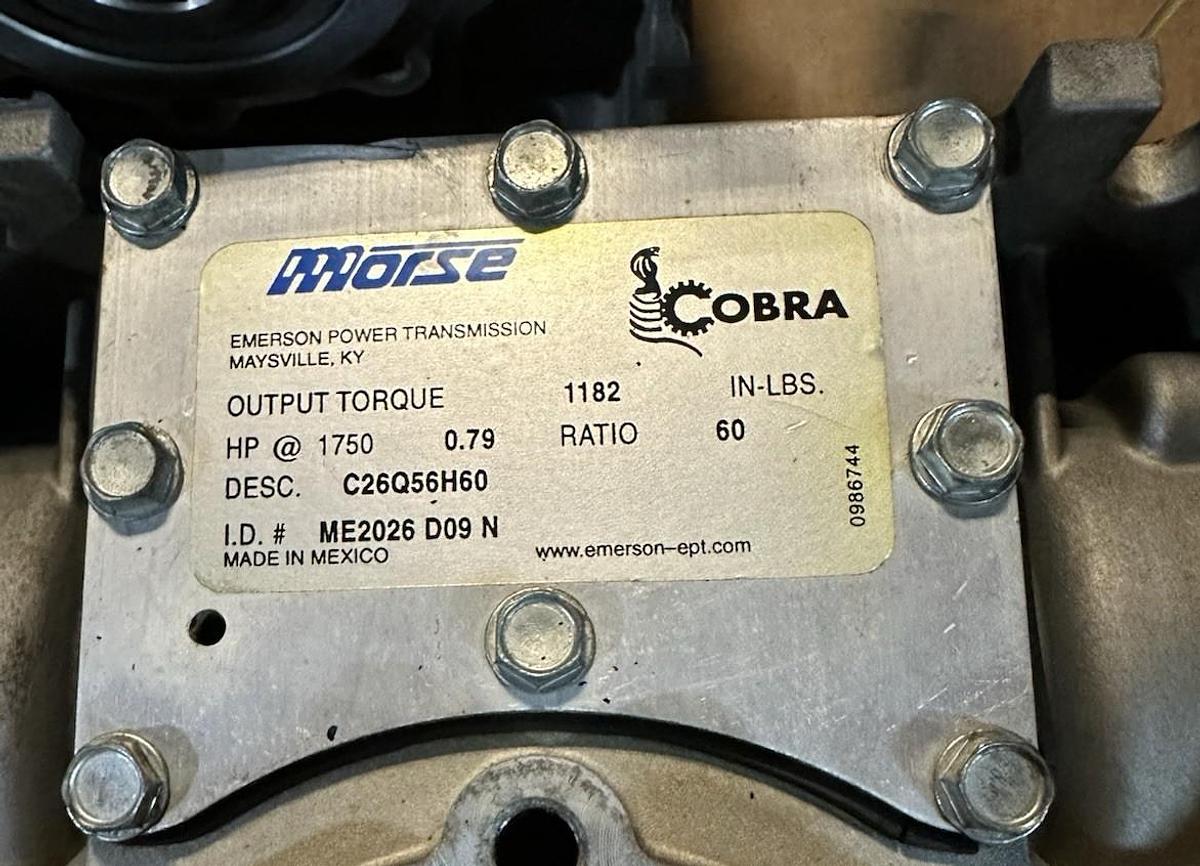 Morse
COBRA
EMERSON POWER TRANSMISSION
MAYSVILLE, KY
OUTPUT TORQUE 1182 IN-LBS.
HP @ 1750 0.79 RATIO 60
DESC. C26Q56H60
I.D. # ME2026 D09 N
MADE IN MEXICO
www.emerson-ept.com
0986744